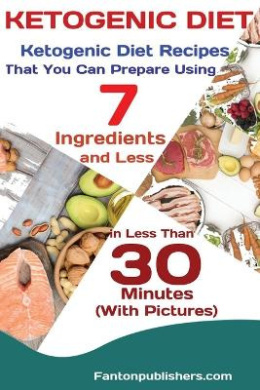 KETOGENIC DIET
Ketogenic Diet Recipes
That You Can Prepare Using
7
Ingredients
and Less
in Less Than
30
Minutes
(With Pictures)
Fantonpublishers.com